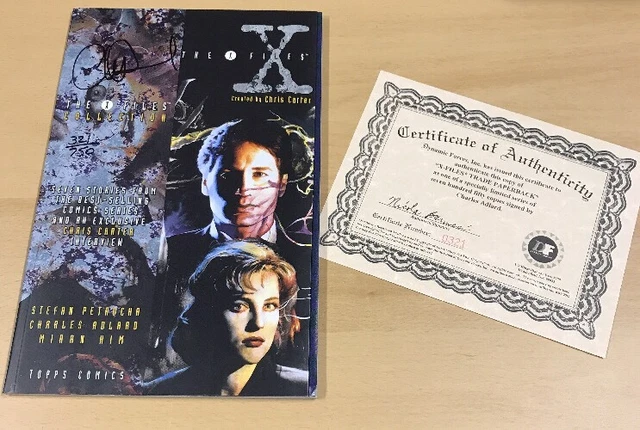 THE X FILES™
X
Created by Chris Carter
THE X FILES
COLLECTION
321
750
SEVEN STORIES FROM
THE BEST-SELLING
COMICS SERIES
AND AN EXCLUSIVE
CHRIS CARTER
INTERVIEW
STEFAN PETRUCHA
CHARLES ADLARD
MIRAN KIM
TOPPS COMICS
Certificate of Authenticity
Dynamic Forces, Inc. has issued this certificate to
authenticate this copy of
"X-FILES" TRADE PAPERBACK"
as one of a specially limited series of
seven hundred fifty copies signed by
Charles Adlard.
Certificate Number: 0321
DF